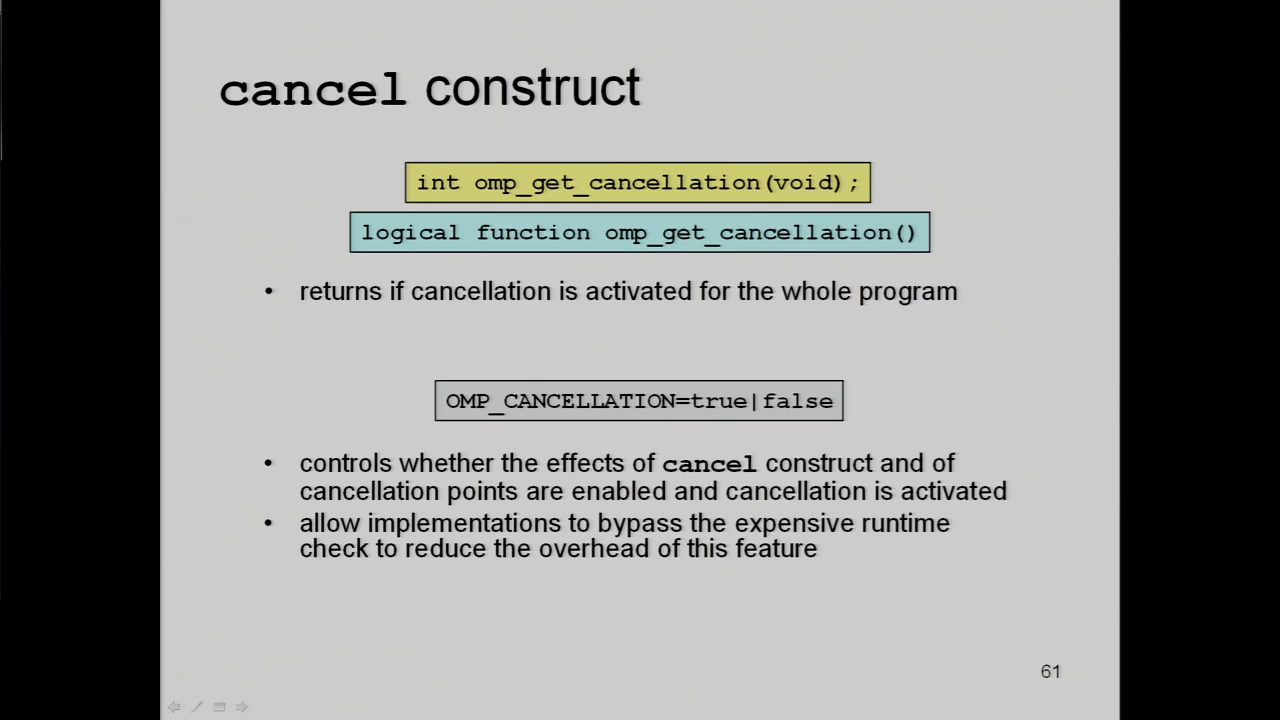 cancel construct
int omp_get_cancellation(void);
logical function omp_get_cancellation()
• returns if cancellation is activated for the whole program
OMP_CANCELLATION=true|false
• controls whether the effects of cancel construct and of
cancellation points are enabled and cancellation is activated
• allow implementations to bypass the expensive runtime
check to reduce the overhead of this feature
61